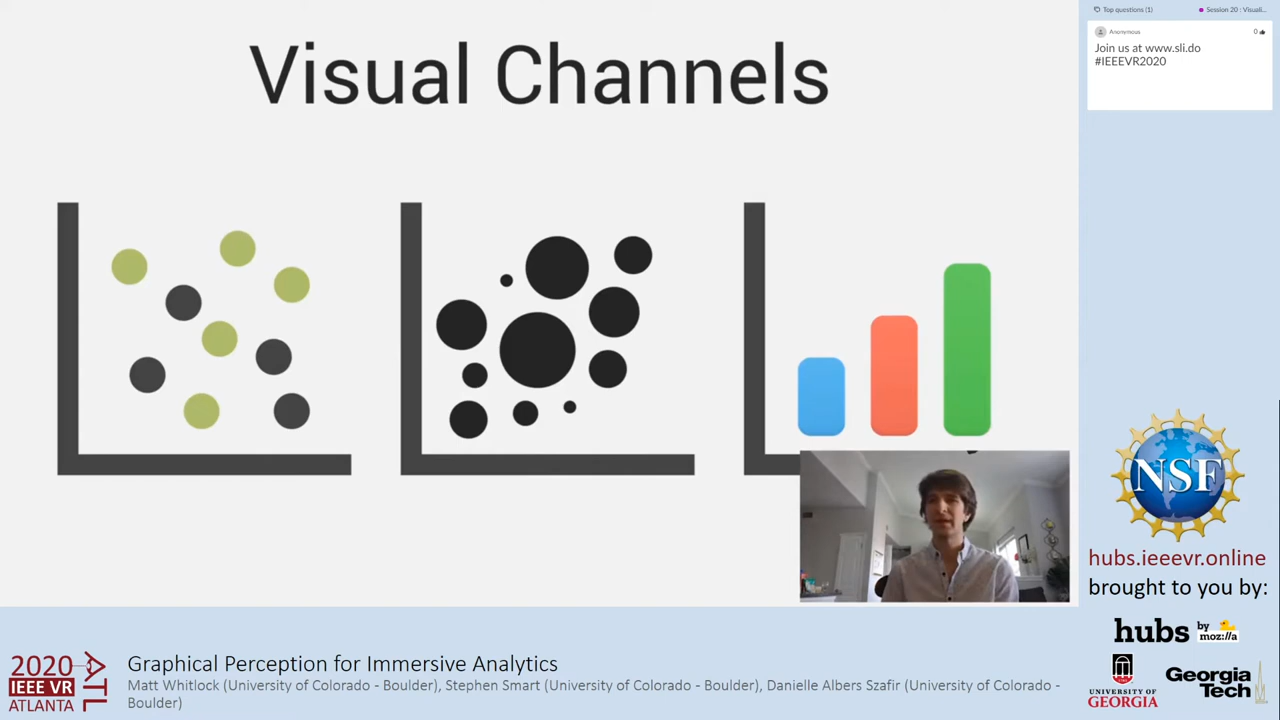 Visual Channels
Top questions (1)
Session 20 : Visuali...
Anonymous
0
Join us at www.sli.do
#IEEEVR2020
NSF
hubs.ieeevr.online
brought to you by:
hubs by moz://a
UNIVERSITY OF
GEORGIA
Georgia
Tech
2020
IEEE VR
ATLANTA
ATL
Graphical Perception for Immersive Analytics
Matt Whitlock (University of Colorado - Boulder), Stephen Smart (University of Colorado - Boulder), Danielle Albers Szafir (University of Colorado -
Boulder)